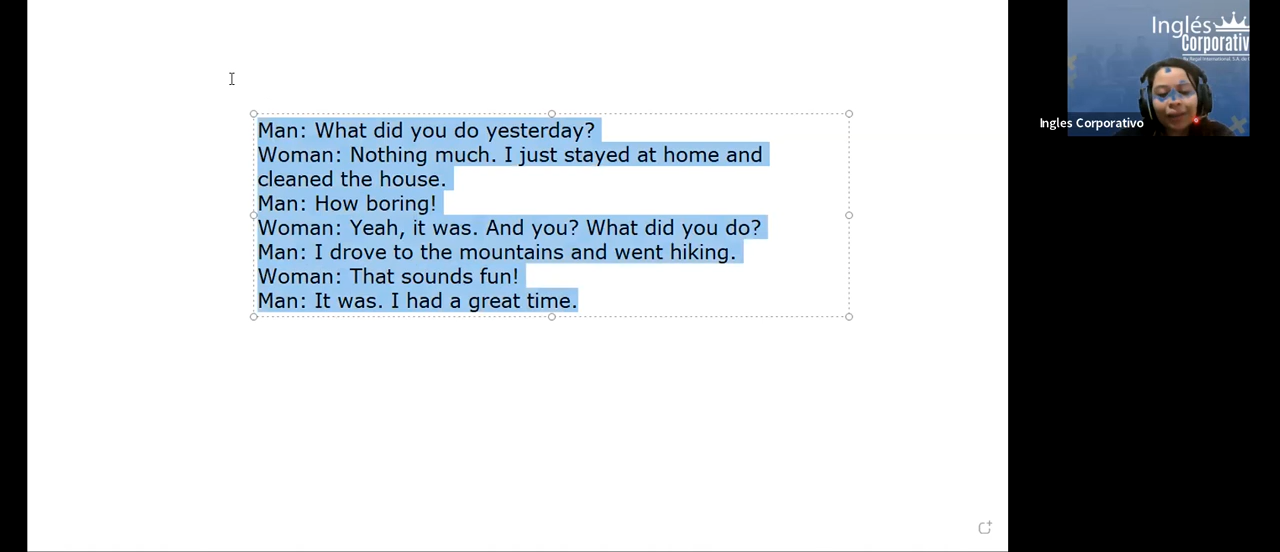 Man: What did you do yesterday?
Woman: Nothing much. I just stayed at home and
cleaned the house.
Man: How boring!
Woman: Yeah, it was. And you? What did you do?
Man: I drove to the mountains and went hiking.
Woman: That sounds fun!
Man: It was. I had a great time.
Inglés
Corporativ
Ingles Corporativo